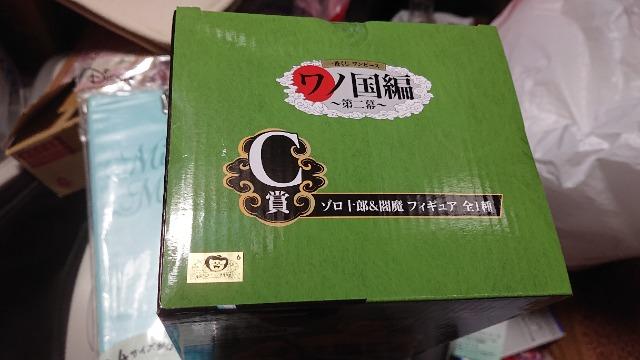 一番くじ ワンピース
ワノ国編
～第二幕～
C
賞
ゾロ十郎&閻魔 フィギュア 全1種
6